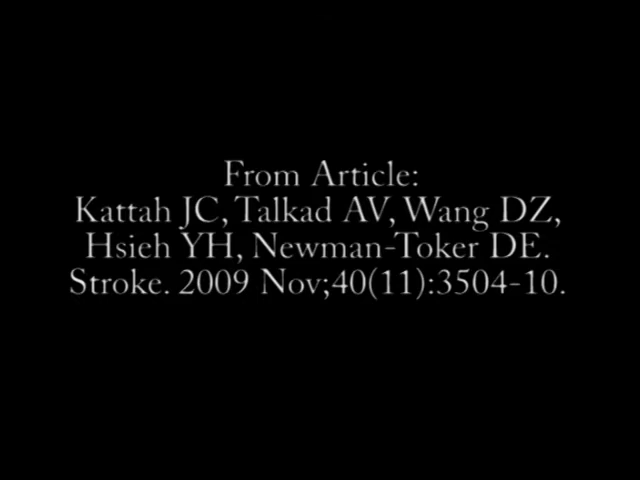 From Article:
Kattah JC, Talkad AV, Wang DZ,
Hsieh YH, Newman-Toker DE.
Stroke. 2009 Nov;40(11):3504-10.